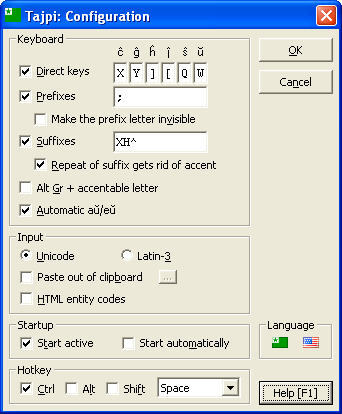 Tajpi: Configuration
Keyboard
ĉ ĝ ĥ ĵ ŝ ŭ
OK
Direct keys X Y ] [ Q W
Cancel
Prefixes ;
Make the prefix letter invisible
Suffixes XH^
Repeat of suffix gets rid of accent
Alt Gr + accentable letter
Automatic aŭ/eŭ
Input
Unicode Latin-3
Paste out of clipboard ...
HTML entity codes
Startup
Language
Start active Start automatically
Hotkey
Ctrl Alt Shift Space
Help [F1]